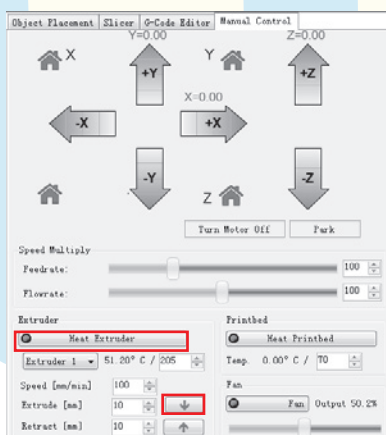 Object Placement Slicer G-Code Editor Manual Control
Y=0.00 Z=0.00
X Y
+Y +Z
X=0.00
-X +X
-Y -Z
Z
Turn Motor Off Park
Speed Multiply
Feedrate: 100
Flowrate: 100
Extruder Printbed
Heat Extruder Heat Printbed
Extruder 1 51.20° C / 205 Temp. 0.00° C / 70
Speed [mm/min] 100 Fan
Extrude [mm] 10 Fan Output 50.2%
Retract [mm] 10